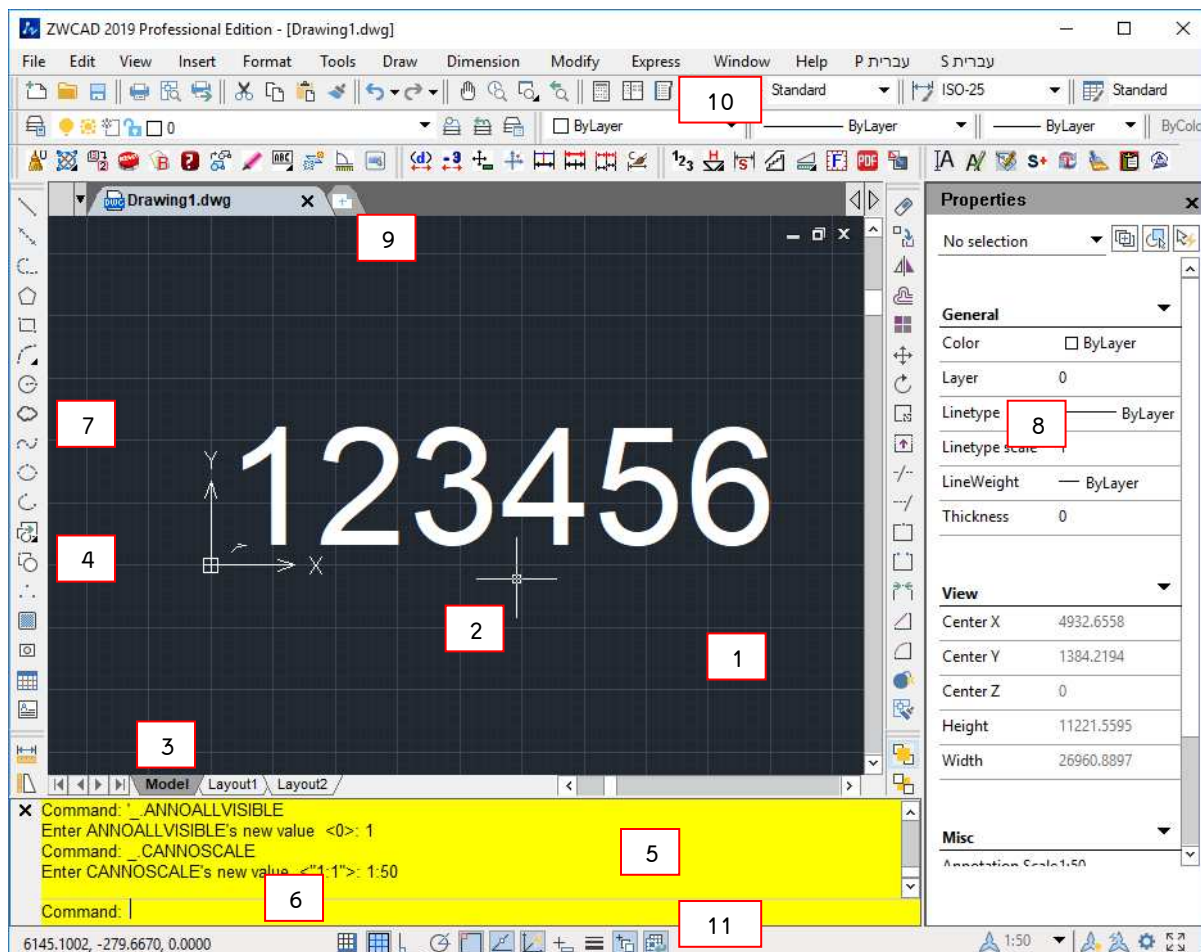 ZWCAD 2019 Professional Edition - [Drawing1.dwg]
File Edit View Insert Format Tools Draw Dimension Modify Express Window Help P עברית S עברית
10 Standard ISO-25 Standard
0 ByLayer ByLayer ByLayer
Drawing1.dwg
9
Properties
No selection
General
Color ByLayer
Layer 0
Linetype 8 ByLayer
Linetype scale
LineWeight ByLayer
Thickness 0
7
Y
123456
X
4
2
1
View
Center X 4932.6558
Center Y 1384.2194
Center Z 0
Height 11221.5595
Width 26960.8897
3
Model Layout1 Layout2
Misc
Annotation Scale 1:50
Command: '_.ANNOALLVISIBLE
Enter ANNOALLVISIBLE's new value <0>: 1
Command: _.CANNOSCALE
Enter CANNOSCALE's new value <"1:1">: 1:50
5
6
Command:
11
6145.1002, -279.6670, 0.0000 1:50